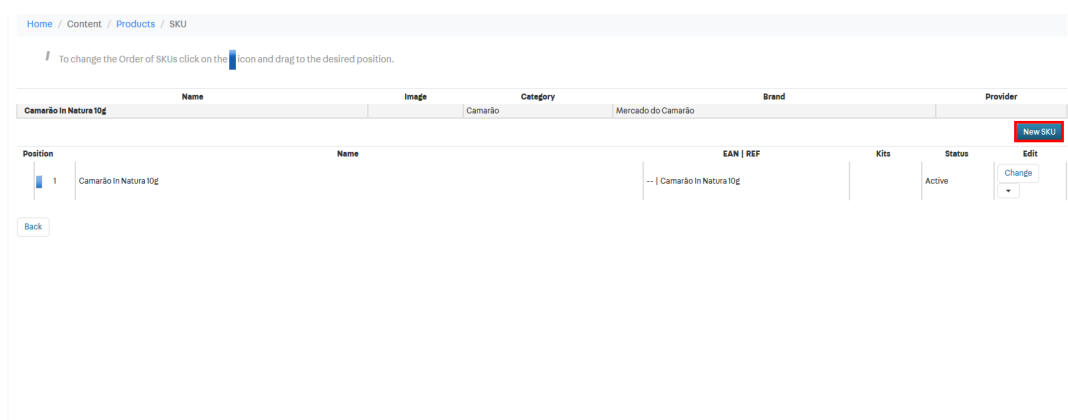 Home / Content / Products / SKU
To change the Order of SKUs click on the icon and drag to the desired position.
Name Image Category Brand Provider
Camarão In Natura 10g Camarão Mercado do Camarão
New SKU
Position Name EAN | REF Kits Status Edit
1 Camarão In Natura 10g -- | Camarão In Natura 10g Active Change
Back